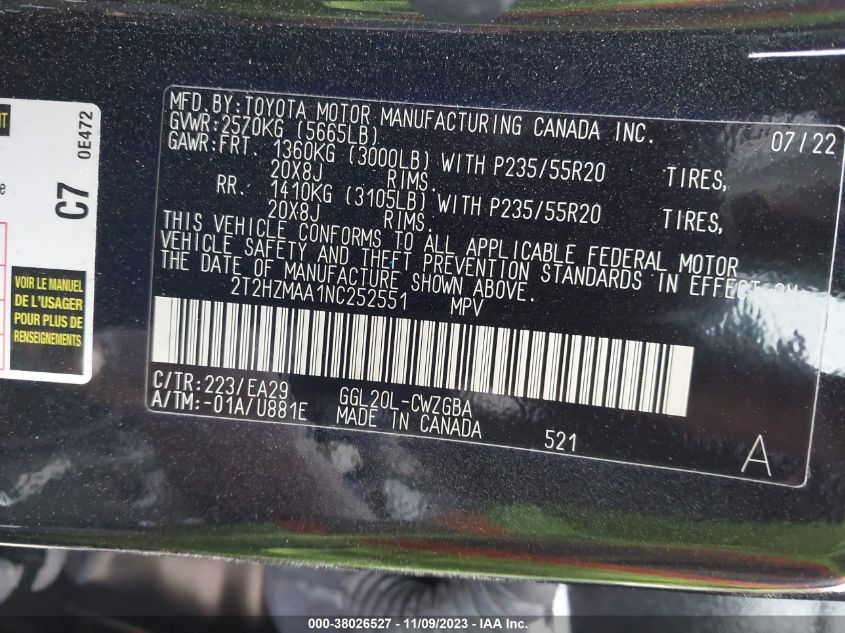 NT
e
C7
0E472
VOIR LE MANUEL
DE L'USAGER
POUR PLUS DE
RENSEIGNEMENTS
MFD. BY: TOYOTA MOTOR MANUFACTURING CANADA INC. 07/22
GVWR: 2570KG (5665LB)
GAWR: FRT. 1360KG (3000LB) WITH P235/55R20 TIRES,
20X8J RIMS.
RR. 1410KG (3105LB) WITH P235/55R20 TIRES,
20X8J RIMS.
THIS VEHICLE CONFORMS TO ALL APPLICABLE FEDERAL MOTOR
VEHICLE SAFETY AND THEFT PREVENTION STANDARDS IN EFFECT ON
THE DATE OF MANUFACTURE SHOWN ABOVE.
2T2HZMAA1NC252551 MPV
C/TR: 223/EA29 GGL20L-CWZGBA
A/TM: -01A/U881E MADE IN CANADA 521
A
000-38026527 - 11/09/2023 - IAA Inc.